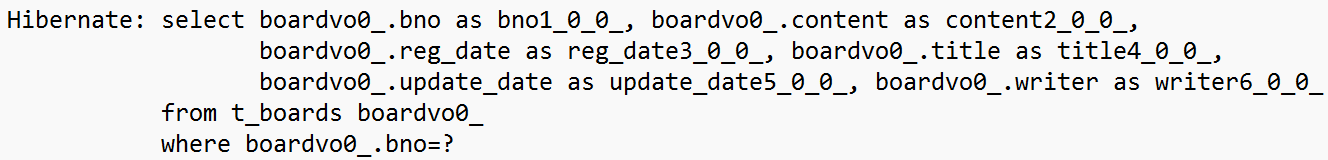 Hibernate: select boardvo0_.bno as bno1_0_0_, boardvo0_.content as content2_0_0_,
boardvo0_.reg_date as reg_date3_0_0_, boardvo0_.title as title4_0_0_,
boardvo0_.update_date as update_date5_0_0_, boardvo0_.writer as writer6_0_0_
from t_boards boardvo0_
where boardvo0_.bno=?